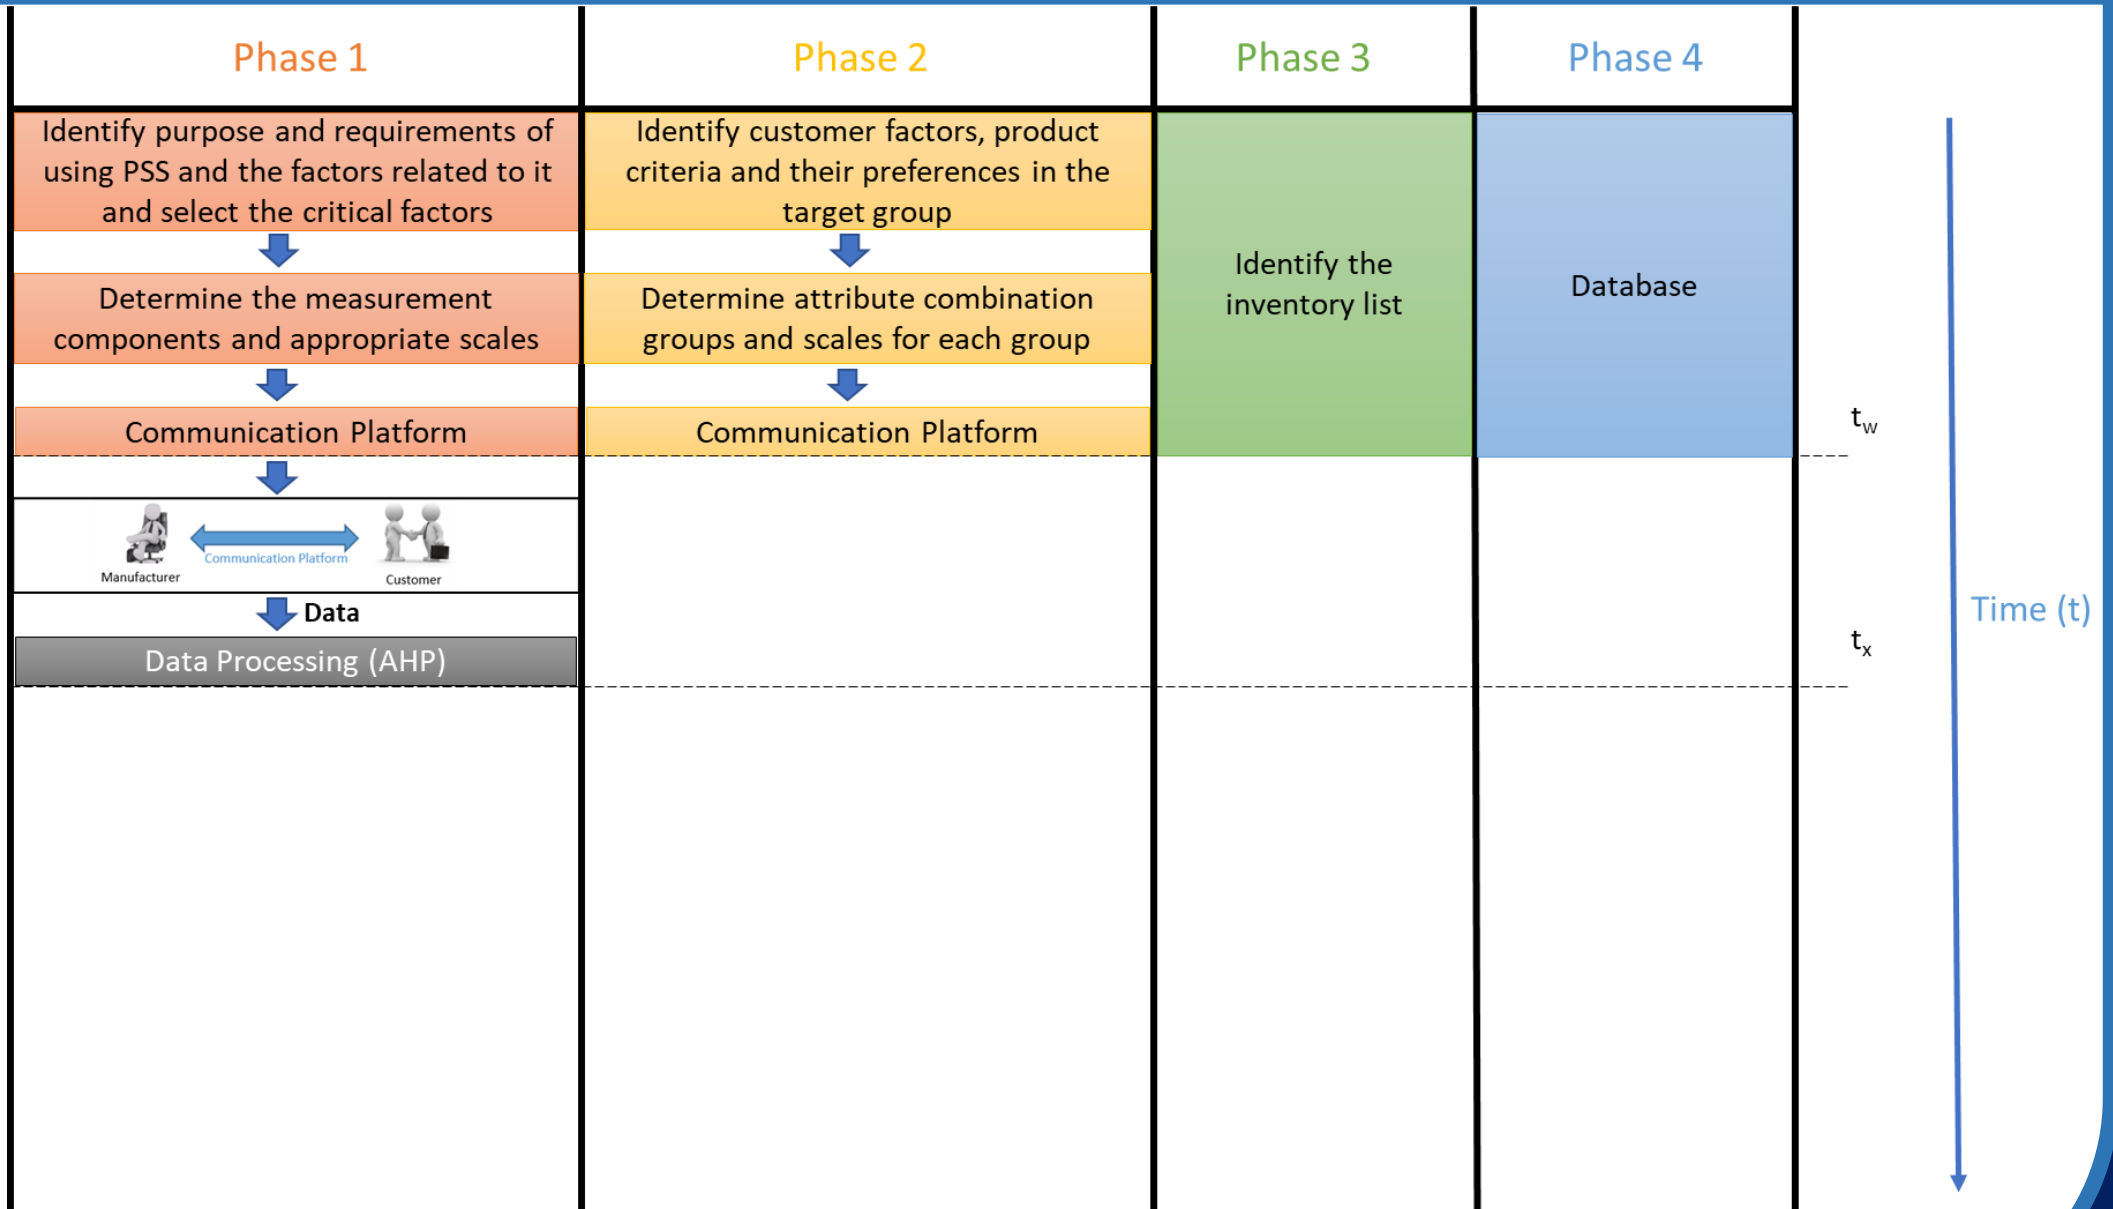 Phase 1
Phase 2
Phase 3
Phase 4
Identify purpose and requirements of
using PSS and the factors related to it
and select the critical factors
Identify customer factors, product
criteria and their preferences in the
target group
Identify the
inventory list
Database
Determine the measurement
components and appropriate scales
Determine attribute combination
groups and scales for each group
Communication Platform
Communication Platform
tw
Communication Platform
Manufacturer
Customer
Data
Data Processing (AHP)
tx
Time (t)